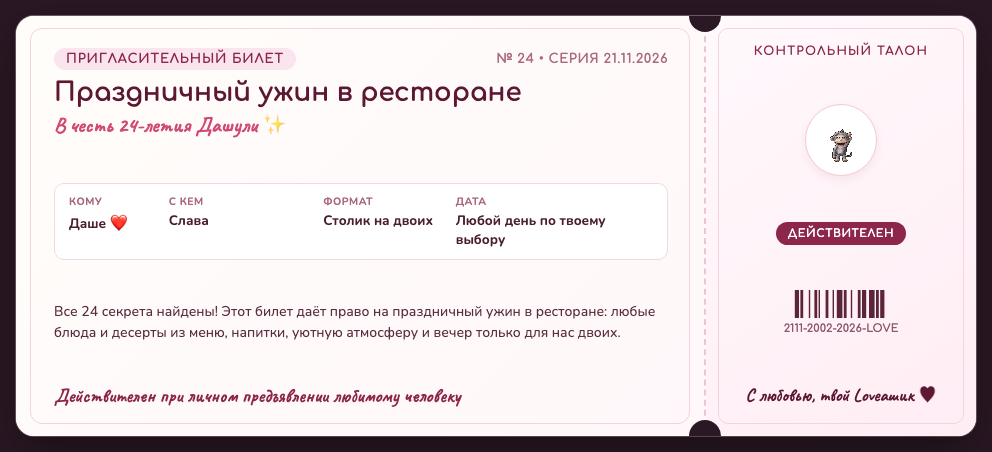 ПРИГЛАСИТЕЛЬНЫЙ БИЛЕТ
№ 24 • СЕРИЯ 21.11.2026
Праздничный ужин в ресторане
В честь 24-летия Дашули ✨
КОМУ
Даше ❤️
С КЕМ
Слава
ФОРМАТ
Столик на двоих
ДАТА
Любой день по твоему
выбору
Все 24 секрета найдены! Этот билет даёт право на праздничный ужин в ресторане: любые
блюда и десерты из меню, напитки, уютную атмосферу и вечер только для нас двоих.
Действителен при личном предъявлении любимому человеку
КОНТРОЛЬНЫЙ ТАЛОН
ДЕЙСТВИТЕЛЕН
2111-2002-2026-LOVE
С любовью, твой Loveашик ♥